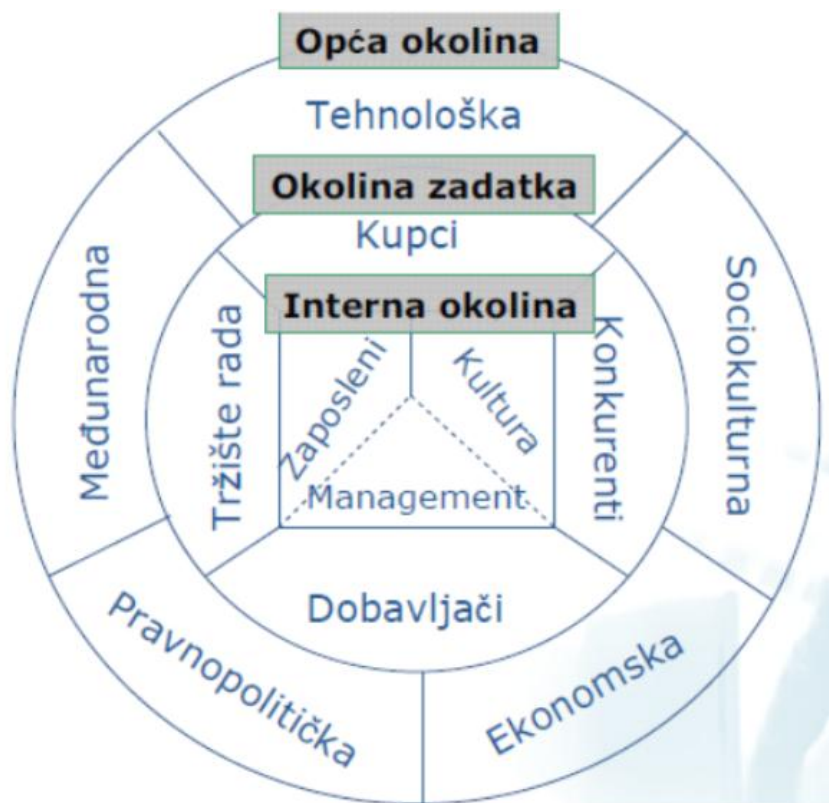 Opća okolina
Tehnološka
Okolina zadatka
Kupci
Interna okolina
Međunarodna
Tržište rada
Zaposleni
Kultura
Konkurenti
Sociokulturna
Management
Dobavljači
Pravnopolitička
Ekonomska